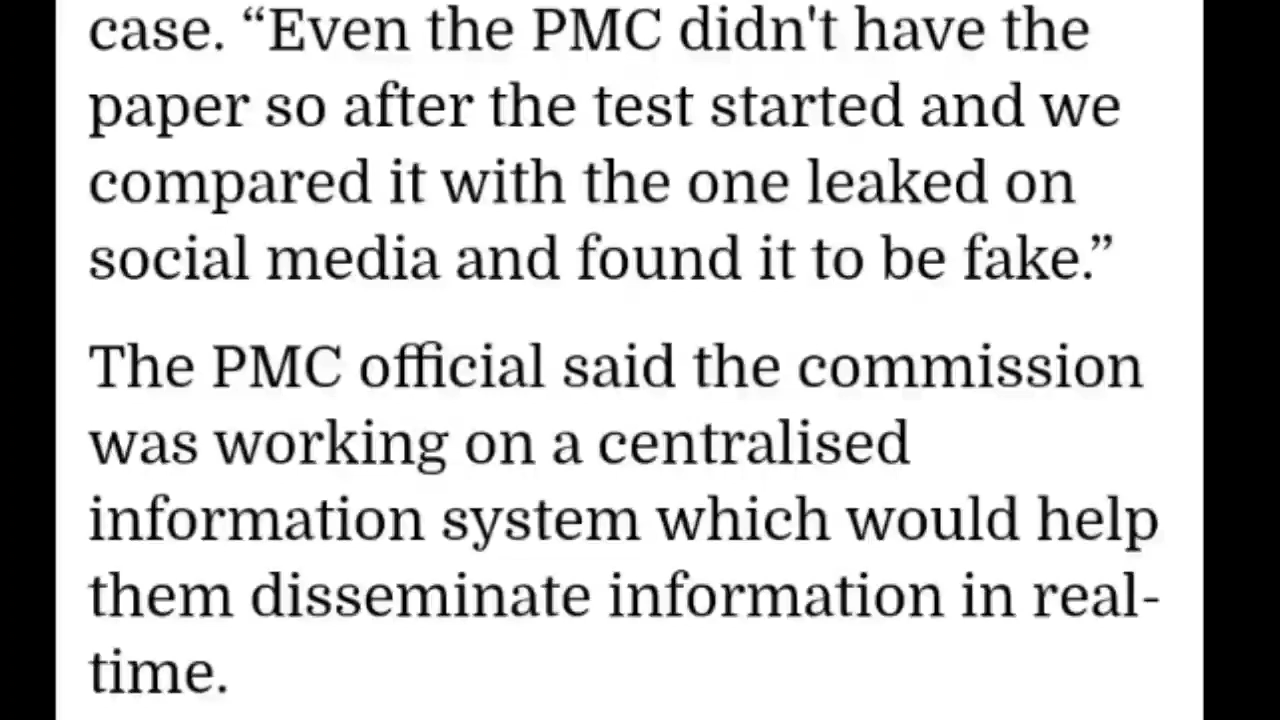 case. “Even the PMC didn't have the
paper so after the test started and we
compared it with the one leaked on
social media and found it to be fake.”
The PMC official said the commission
was working on a centralised
information system which would help
them disseminate information in real-
time.